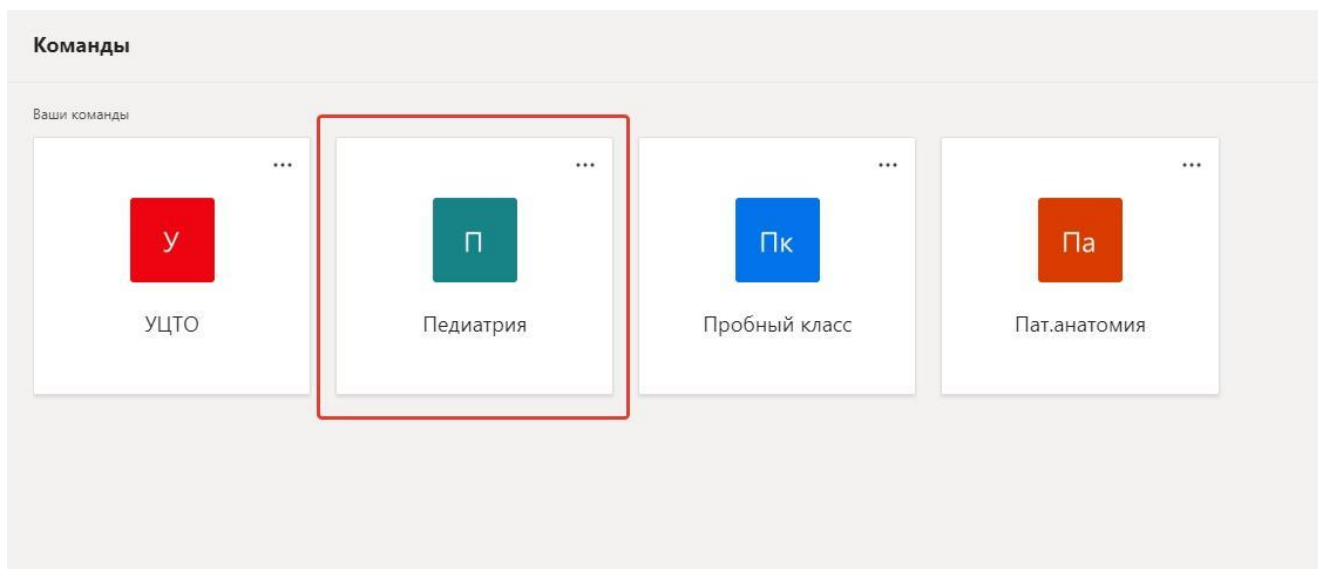 Команды
Ваши команды
У
П
Пк
Па
УЦТО
Педиатрия
Пробный класс
Пат.анатомия